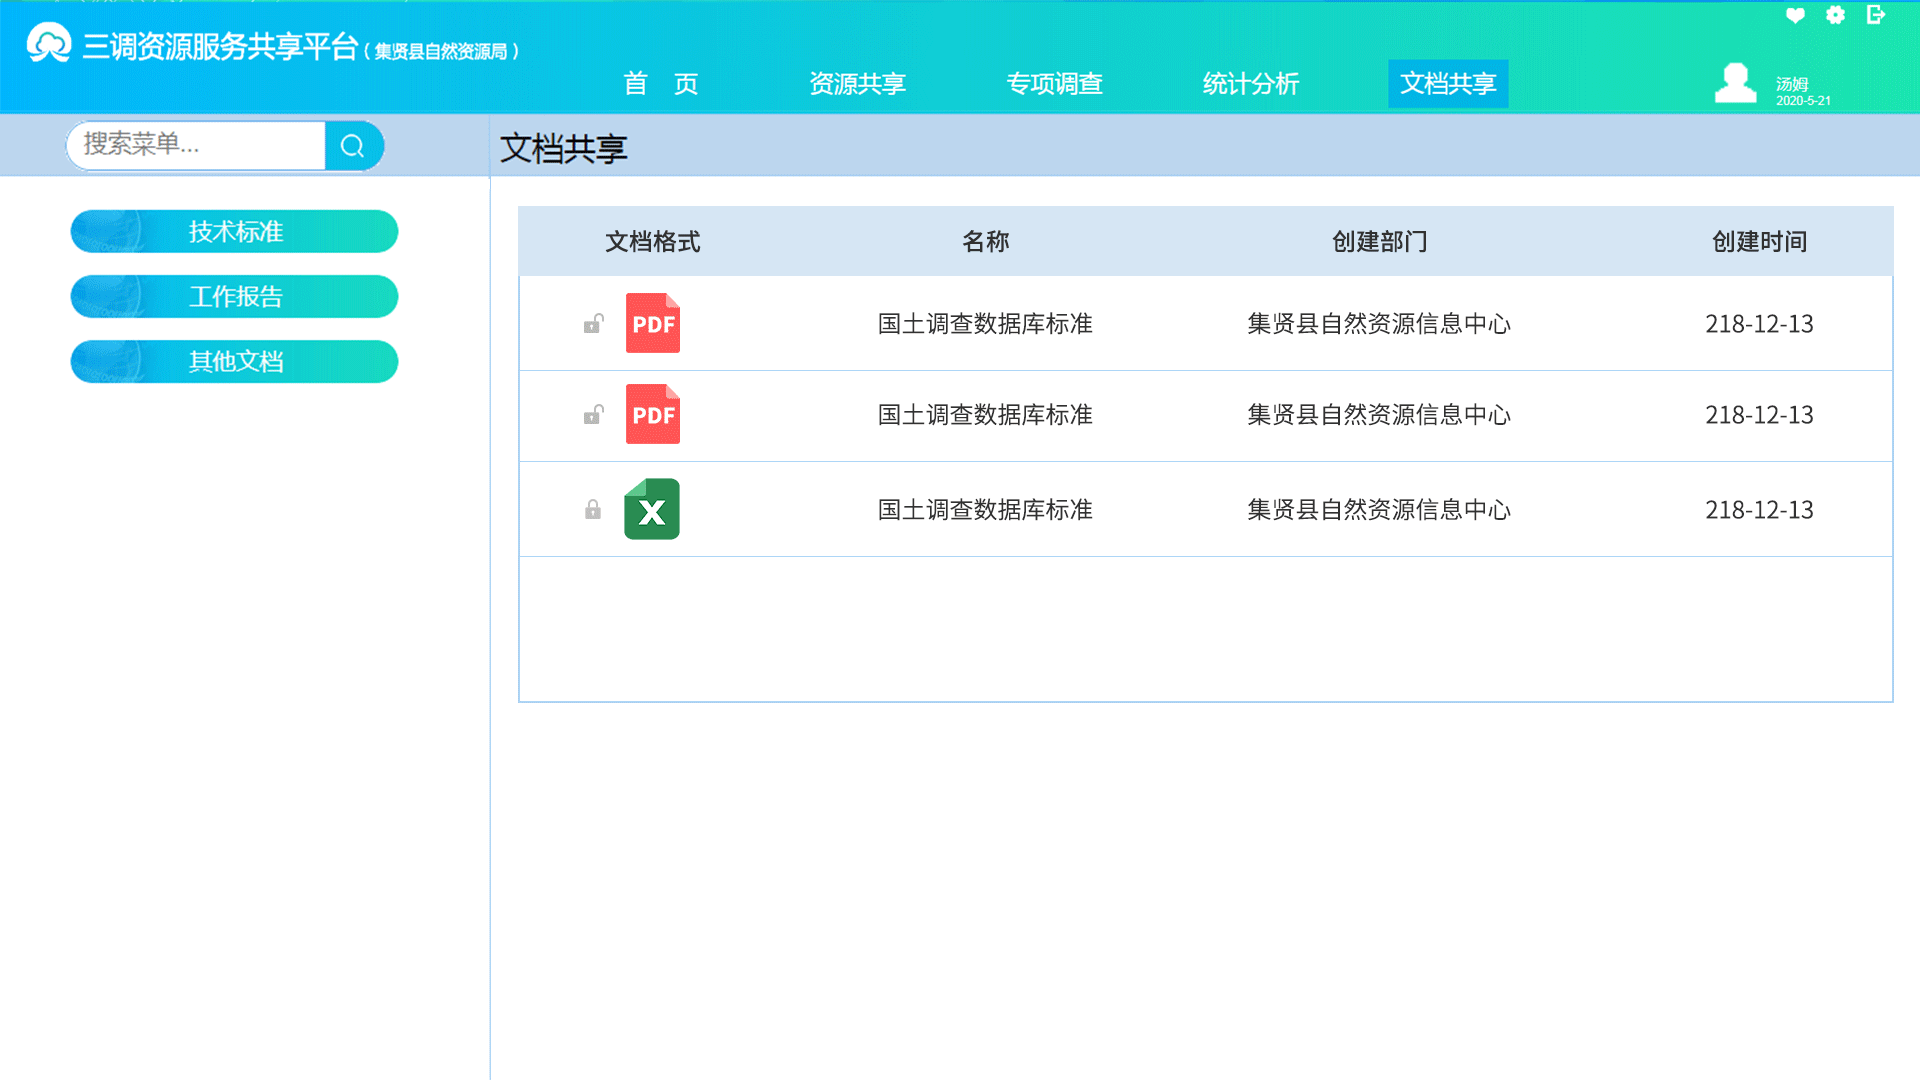 三调资源服务共享平台（集贤县自然资源局）
首 页
资源共享
专项调查
统计分析
文档共享
汤姆
2020-5-21
搜索菜单...
文档共享
技术标准
工作报告
其他文档
文档格式 名称 创建部门 创建时间
PDF 国土调查数据库标准 集贤县自然资源信息中心 218-12-13
PDF 国土调查数据库标准 集贤县自然资源信息中心 218-12-13
X 国土调查数据库标准 集贤县自然资源信息中心 218-12-13